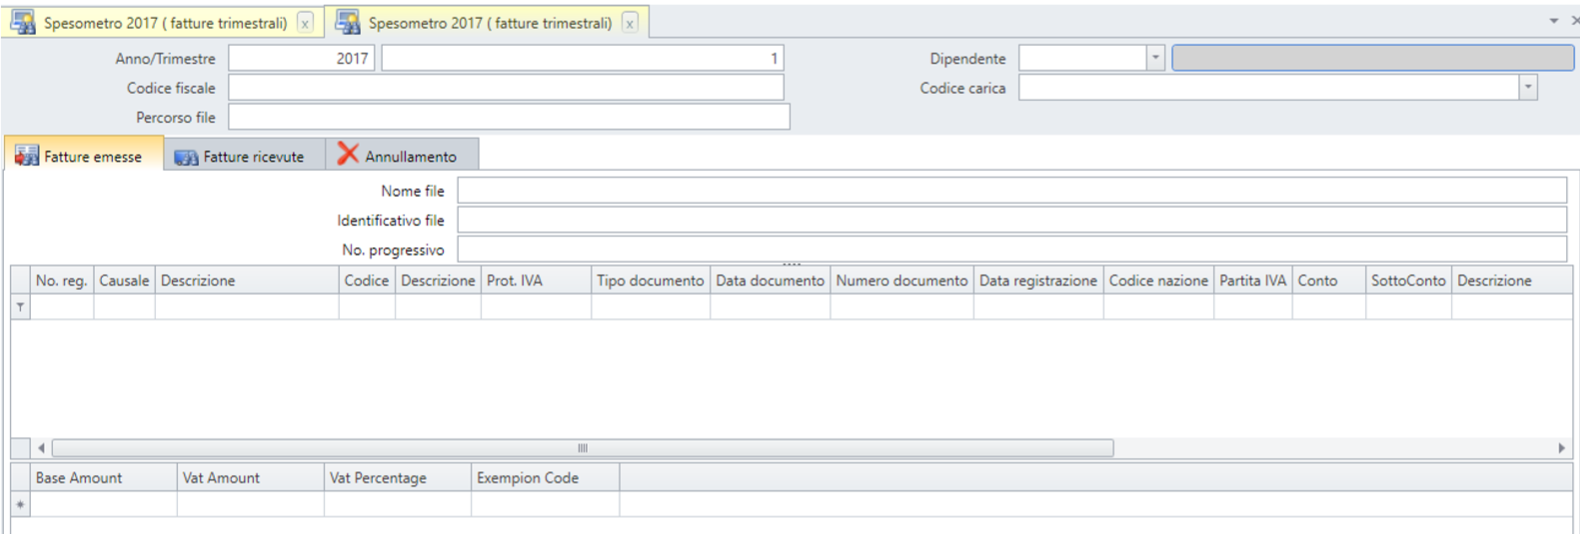 Spesometro 2017 ( fatture trimestrali) x Spesometro 2017 ( fatture trimestrali) x
Anno/Trimestre 2017 1 Dipendente
Codice fiscale Codice carica
Percorso file
Fatture emesse Fatture ricevute Annullamento
Nome file
Identificativo file
No. progressivo
No. reg. Causale Descrizione Codice Descrizione Prot. IVA Tipo documento Data documento Numero documento Data registrazione Codice nazione Partita IVA Conto SottoConto Descrizione
Base Amount Vat Amount Vat Percentage Exempion Code